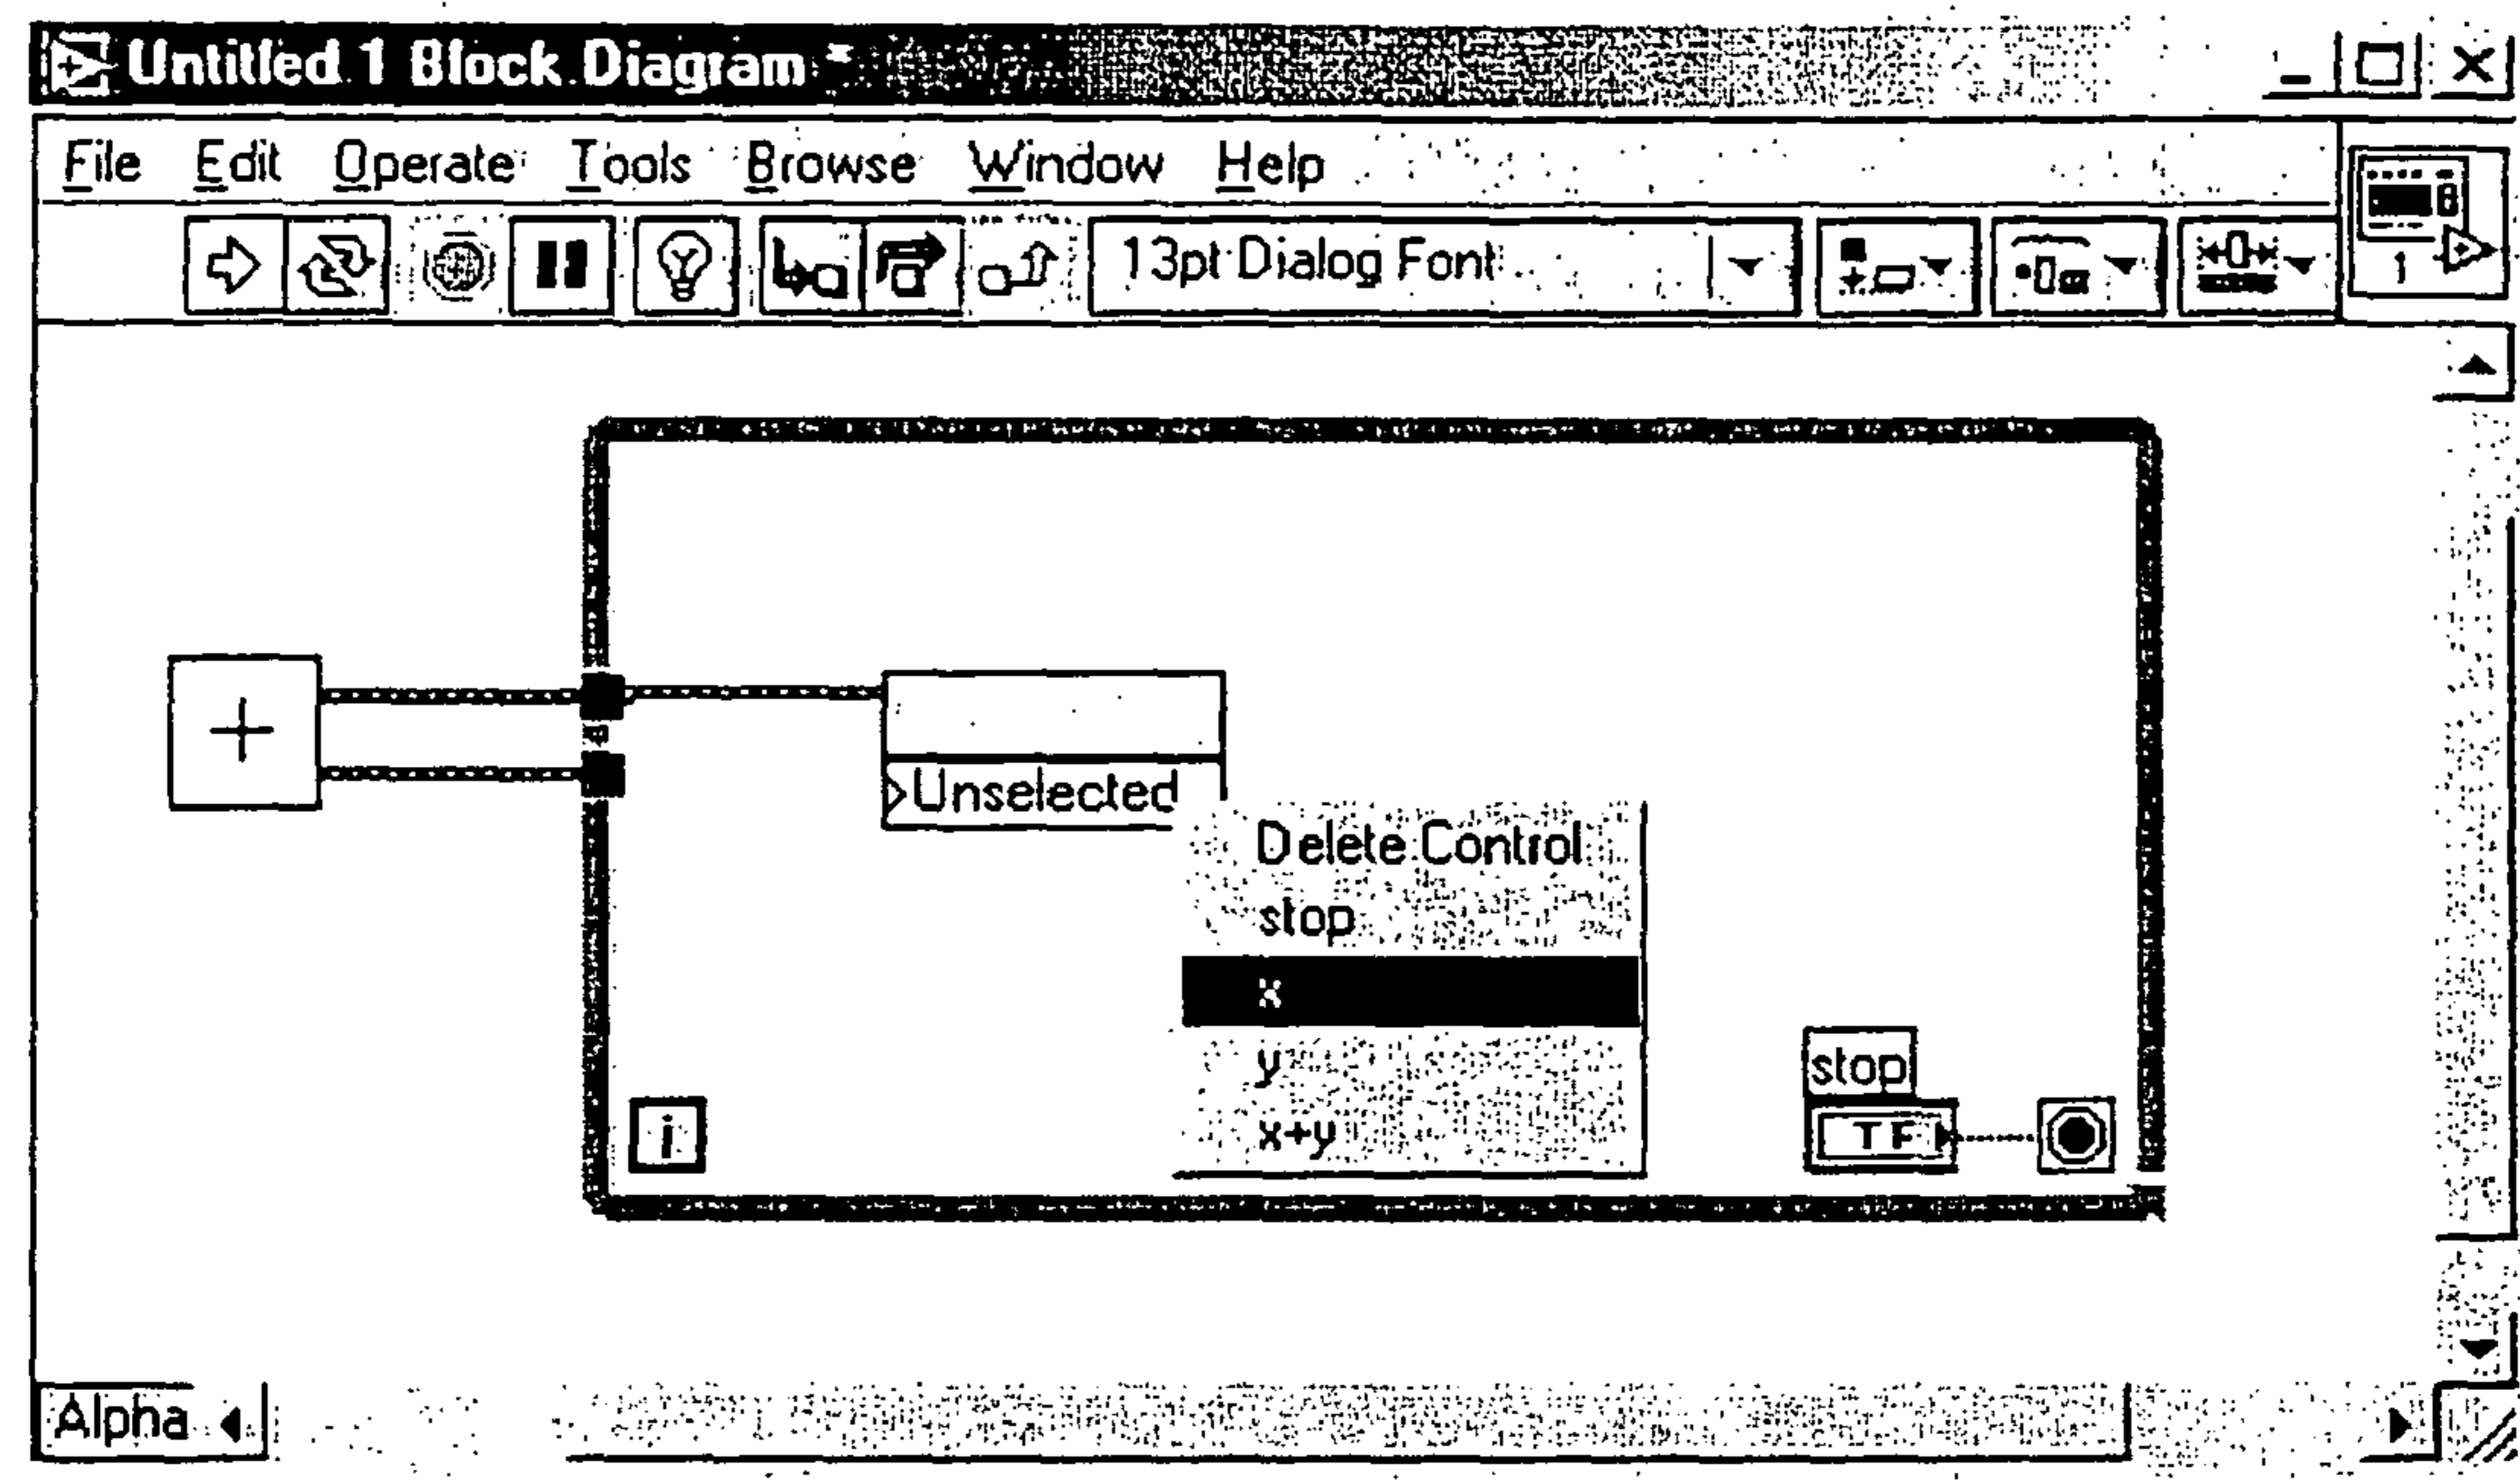 Untitled 1 Block Diagram *
File Edit Operate Tools Browse Window Help
13pt Dialog Font
1
Unselected
Delete Control
stop
x
y
x+y
stop
i
TF
Alpha